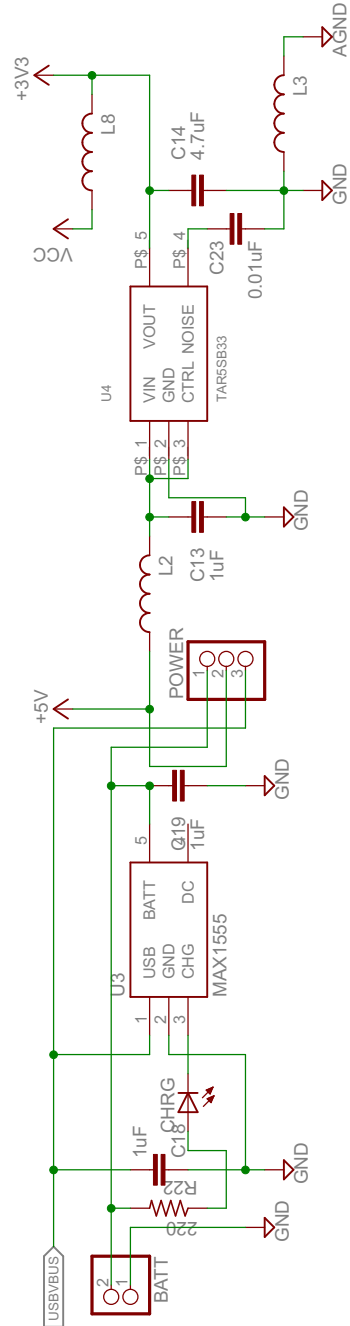 USBVBUS
BATT
2
1
R22
220
1uF
C18
CHRG
GND
GND
U3
USB
GND
CHG
BATT
DC
1
2
3
5
4
MAX1555
C19
1uF
GND
POWER
1
2
3
+5V
L2
C13
1uF
GND
U4
VIN
GND
CTRL
VOUT
NOISE
P$ 1
P$ 2
P$ 3
P$ 5
P$ 4
TAR5SB33
C23
0.01uF
C14
4.7uF
VCC
L8
+3V3
L3
GND
AGND